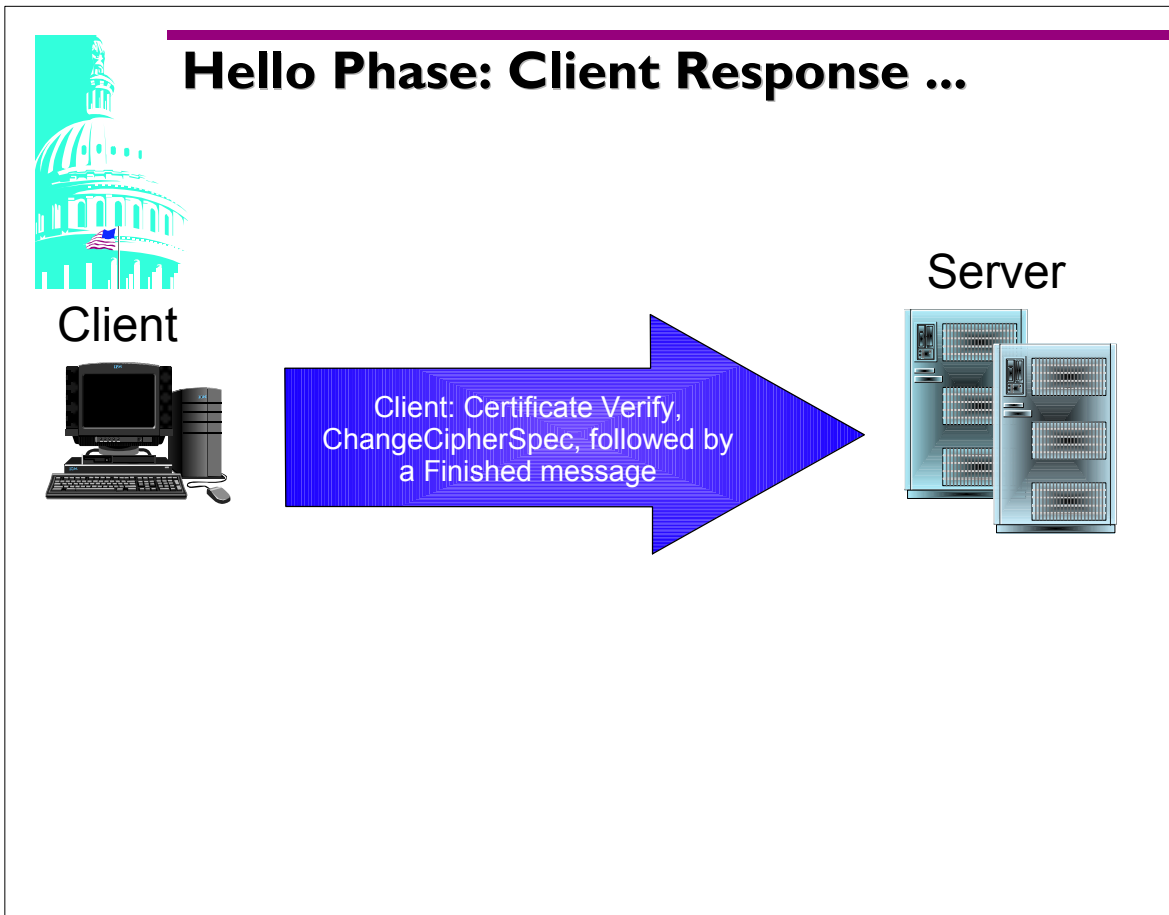 Hello Phase: Client Response ...
Server
Client
Client: Certificate Verify,
ChangeCipherSpec, followed by
a Finished message